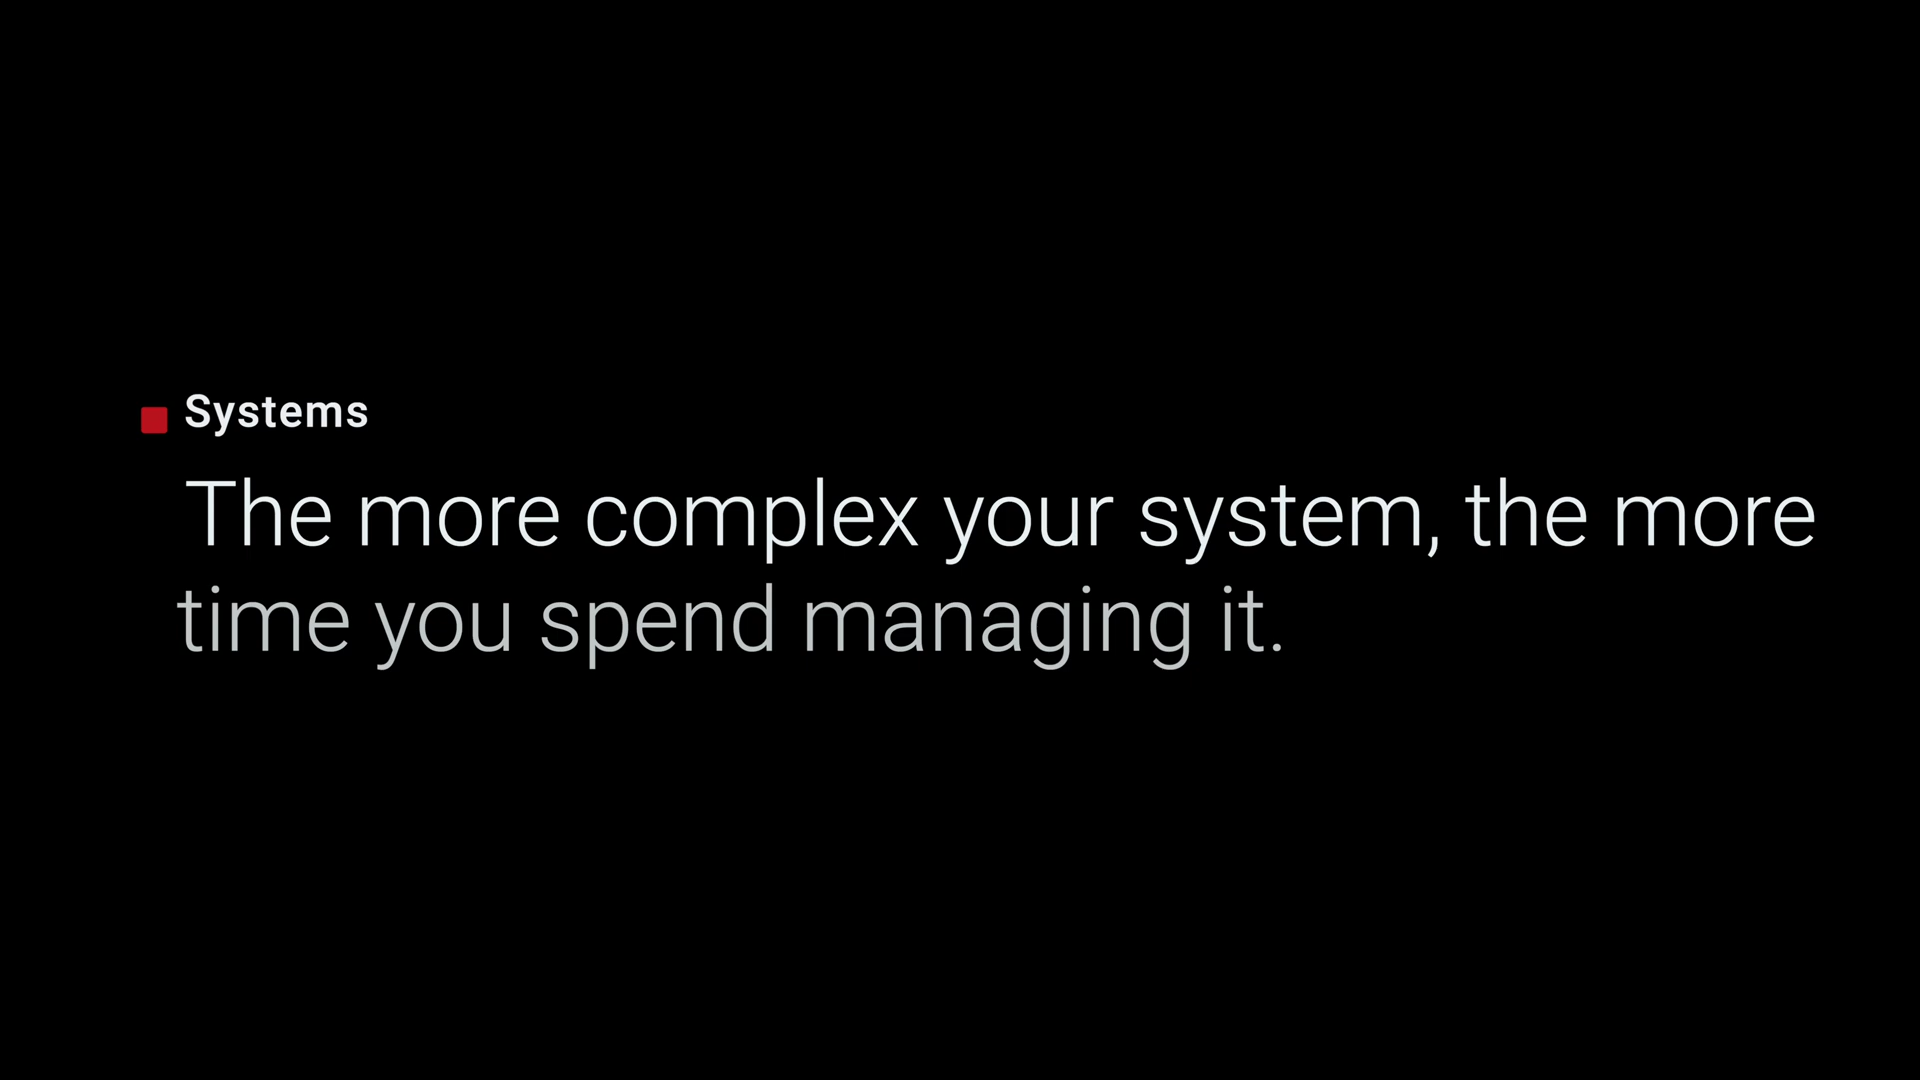 Systems
The more complex your system, the more
time you spend managing it.